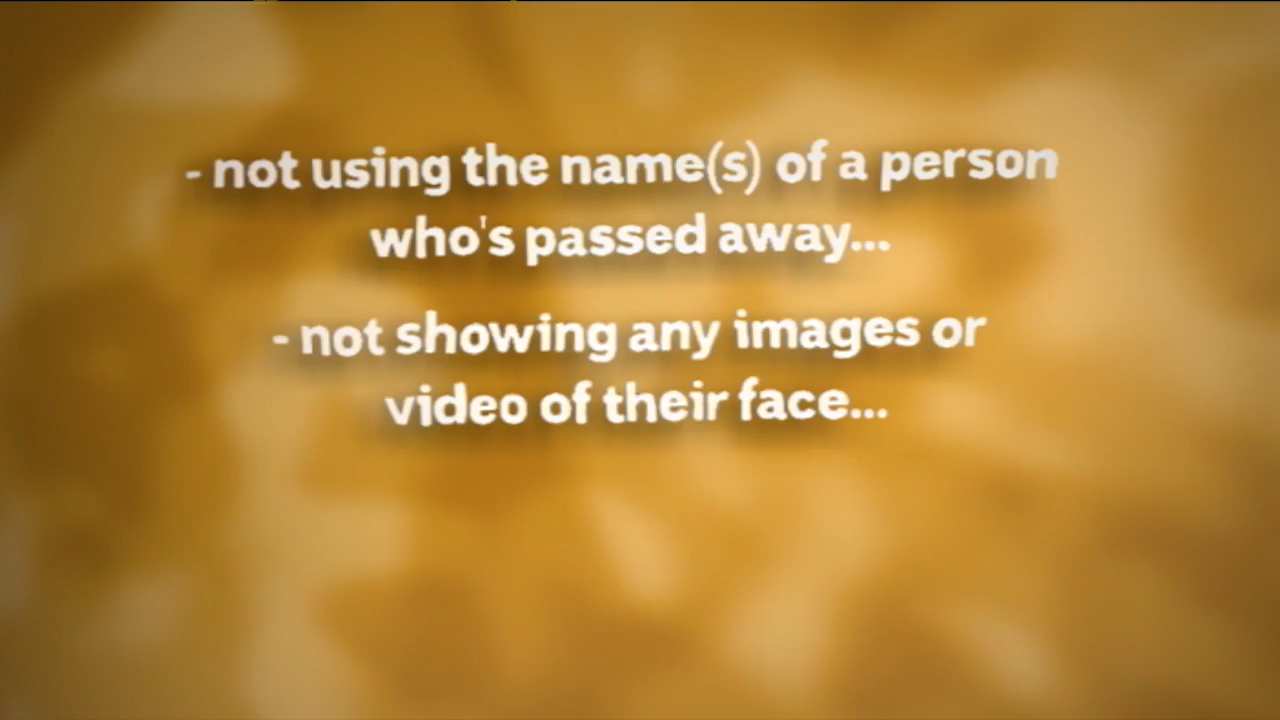 - not using the name(s) of a person
who's passed away...
- not showing any images or
video of their face...